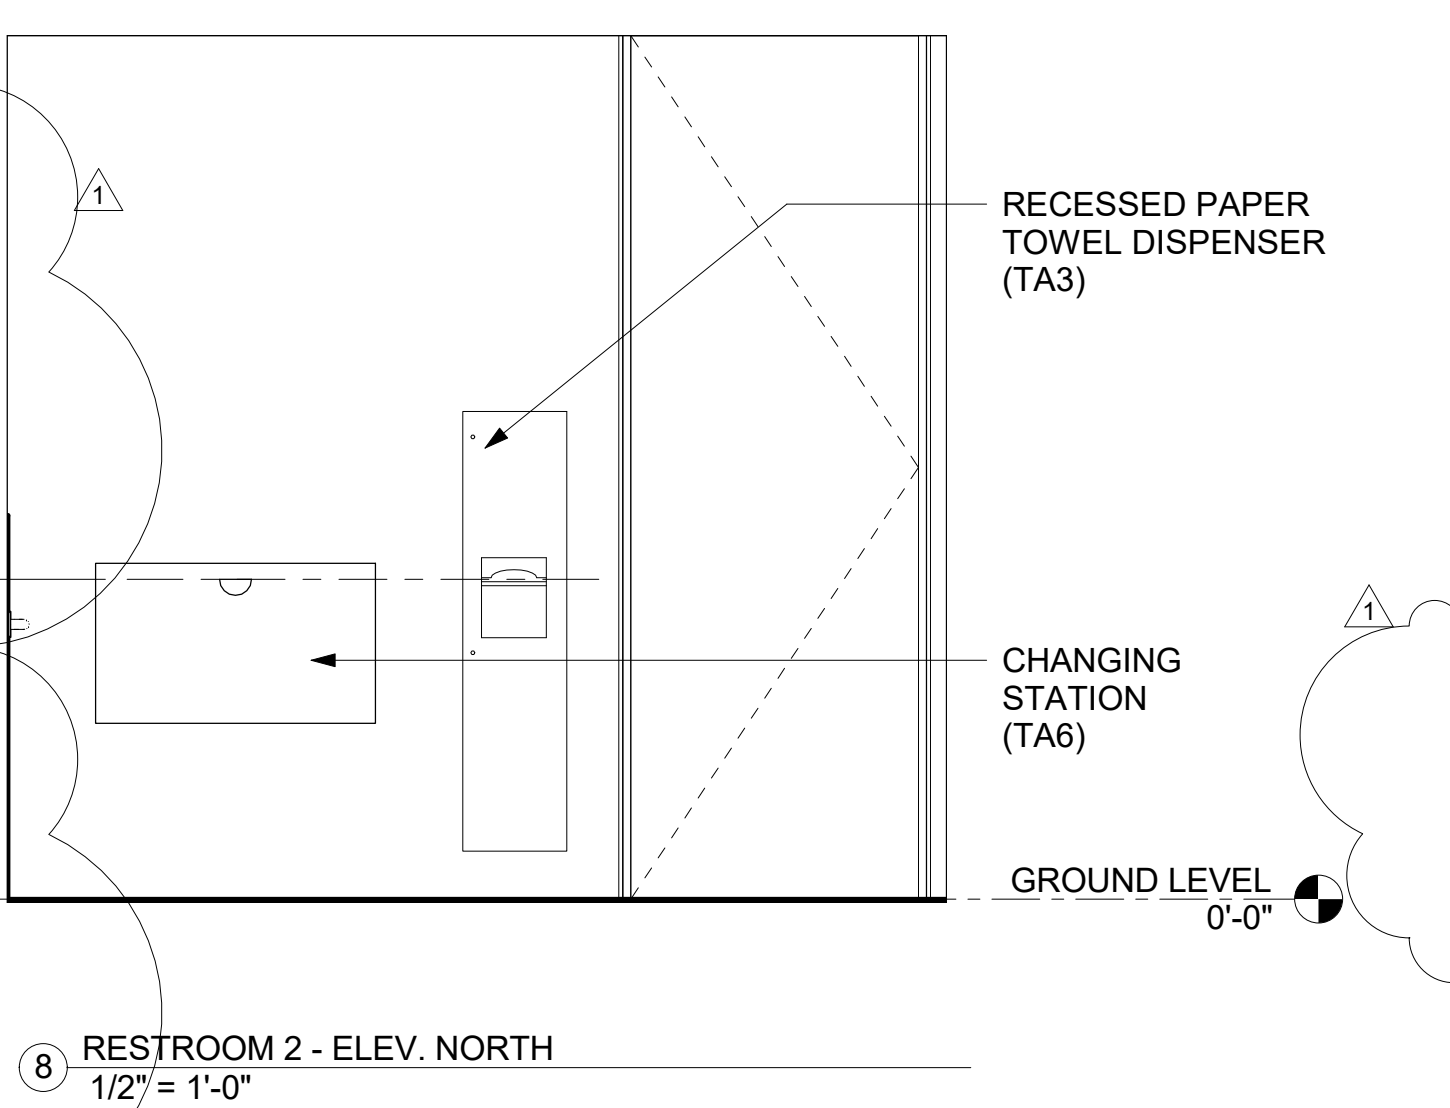 1
RECESSED PAPER
TOWEL DISPENSER
(TA3)
1
CHANGING
STATION
(TA6)
GROUND LEVEL
0'-0"
8
RESTROOM 2 - ELEV. NORTH
1/2" = 1'-0"